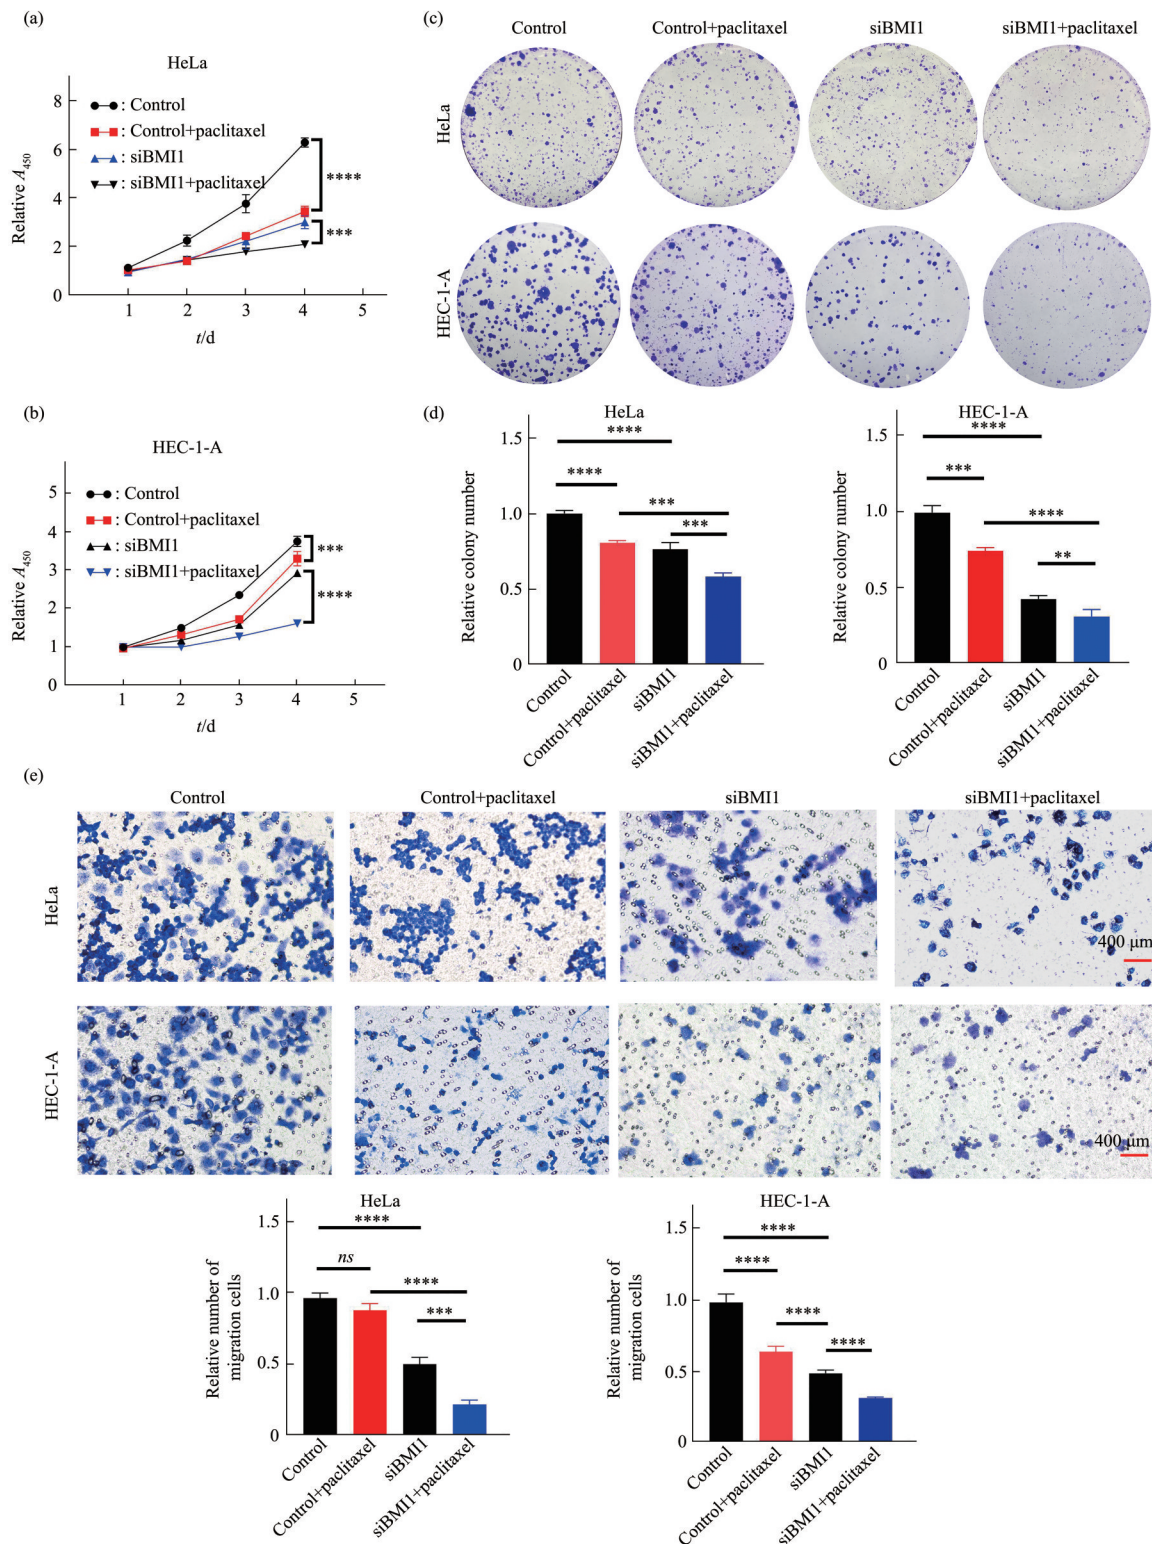 (a)
HeLa
8
6
4
2
0
Relative A450
: Control
: Control+paclitaxel
: siBMI1
: siBMI1+paclitaxel
****
***
1 2 3 4 5
t/d
(b)
HEC-1-A
5
4
3
2
1
0
Relative A450
: Control
: Control+paclitaxel
: siBMI1
: siBMI1+paclitaxel
***
****
1 2 3 4 5
t/d
(c)
Control Control+paclitaxel siBMI1 siBMI1+paclitaxel
HeLa
HEC-1-A
(d)
HeLa
1.5
1.0
0.5
0
Relative colony number
****
****
***
***
Control
Control+paclitaxel
siBMI1
siBMI1+paclitaxel
HEC-1-A
1.5
1.0
0.5
0
Relative colony number
****
***
****
**
Control
Control+paclitaxel
siBMI1
siBMI1+paclitaxel
(e)
Control Control+paclitaxel siBMI1 siBMI1+paclitaxel
HeLa
400 μm
HEC-1-A
400 μm
HeLa
1.5
1.0
0.5
0
Relative number of
migration cells
****
ns
****
***
Control
Control+paclitaxel
siBMI1
siBMI1+paclitaxel
HEC-1-A
1.5
1.0
0.5
0
Relative number of
migration cells
****
****
****
****
Control
Control+paclitaxel
siBMI1
siBMI1+paclitaxel